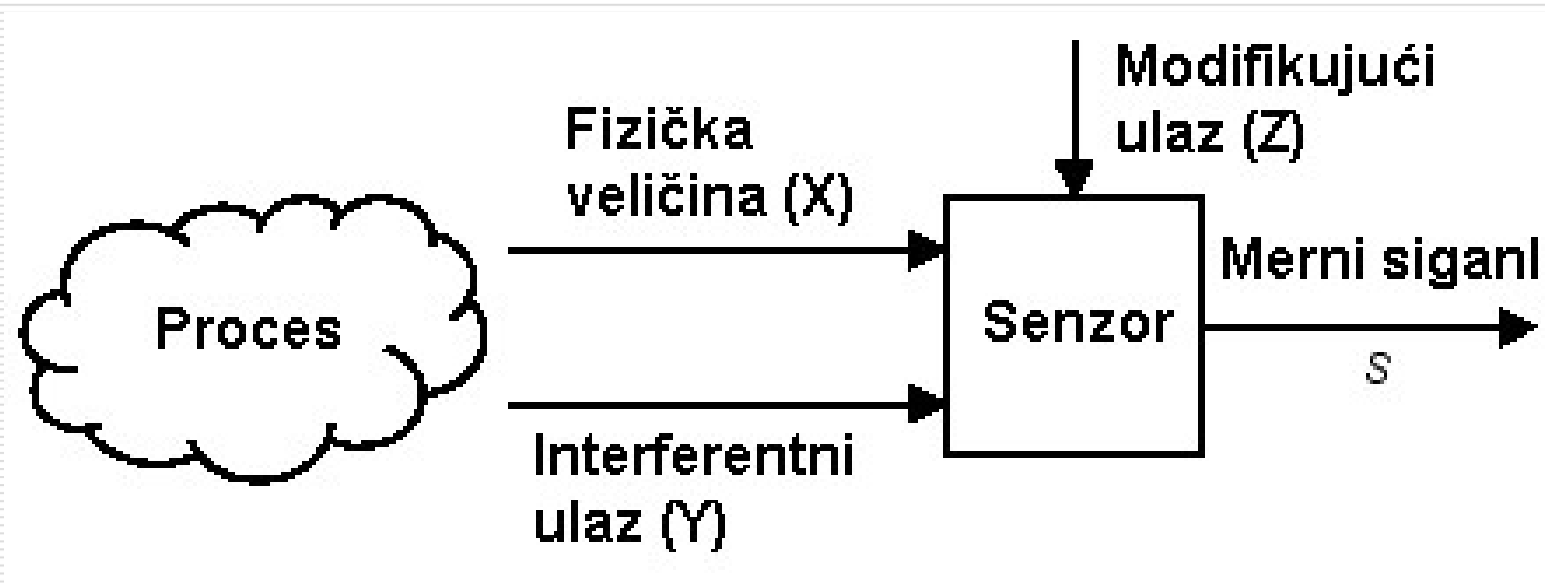 Modifikujući
ulaz (Z)
Fizička
veličina (X)
Merni siganl
Proces
Senzor
S
Interferentni
ulaz (Y)